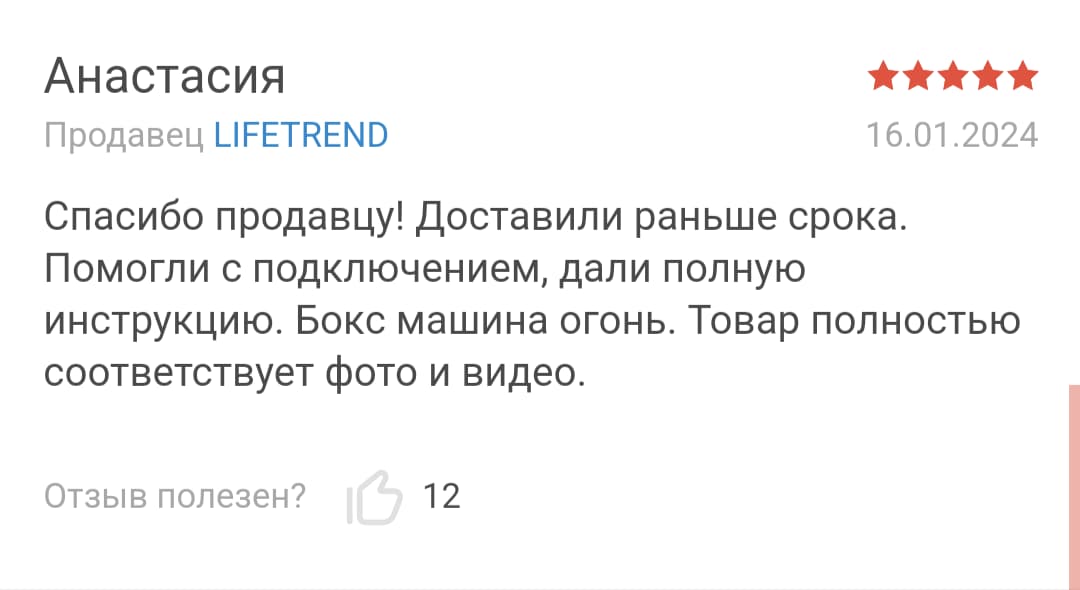 Анастасия
Продавец LIFETREND
16.01.2024
Спасибо продавцу! Доставили раньше срока.
Помогли с подключением, дали полную
инструкцию. Бокс машина огонь. Товар полностью
соответствует фото и видео.
Отзыв полезен? 12